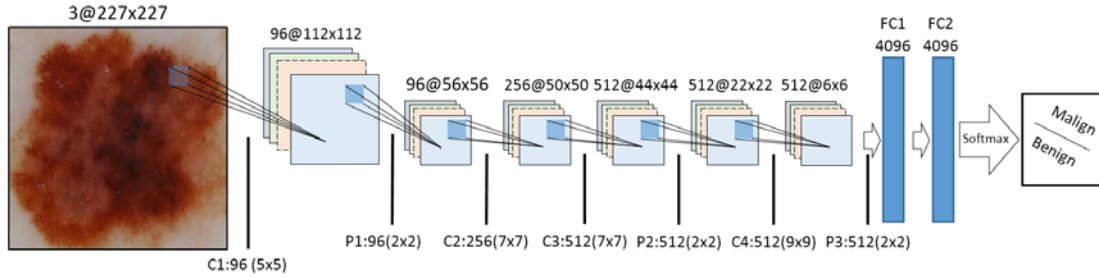 3@227x227
96@112x112
96@56x56
256@50x50
512@44x44
512@22x22
512@6x6
FC1
4096
FC2
4096
Softmax
Malign
Benign
C1:96 (5x5)
P1:96(2x2)
C2:256(7x7)
C3:512(7x7)
P2:512(2x2)
C4:512(9x9)
P3:512(2x2)